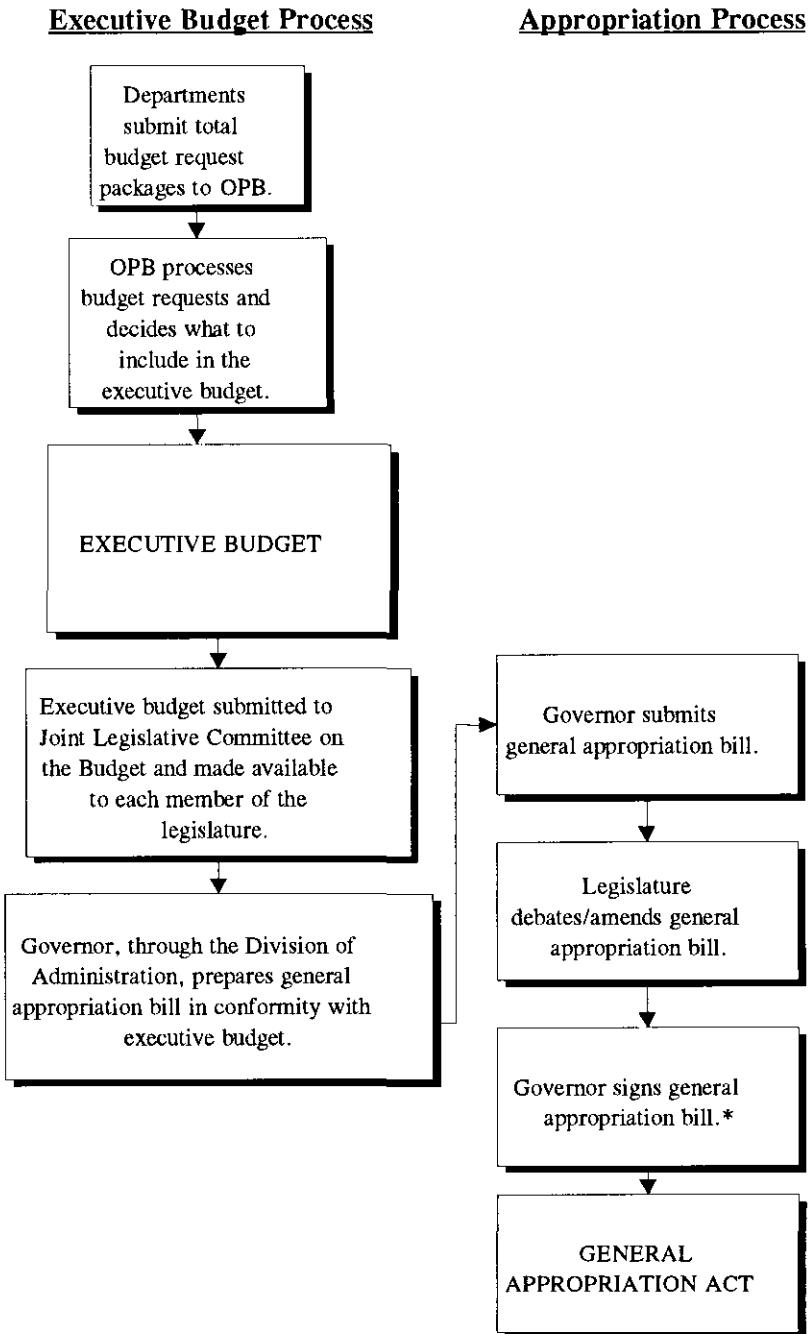 Executive Budget Process
Departments
submit total
budget request
packages to OPB.
OPB processes
budget requests and
decides what to
include in the
executive budget.
EXECUTIVE BUDGET
Executive budget submitted to
Joint Legislative Committee on
the Budget and made available
to each member of the
legislature.
Governor, through the Division of
Administration, prepares general
appropriation bill in conformity with
executive budget.
Appropriation Process
Governor submits
general appropriation bill.
Legislature
debates/amends general
appropriation bill.
Governor signs general
appropriation bill.*
GENERAL
APPROPRIATION ACT